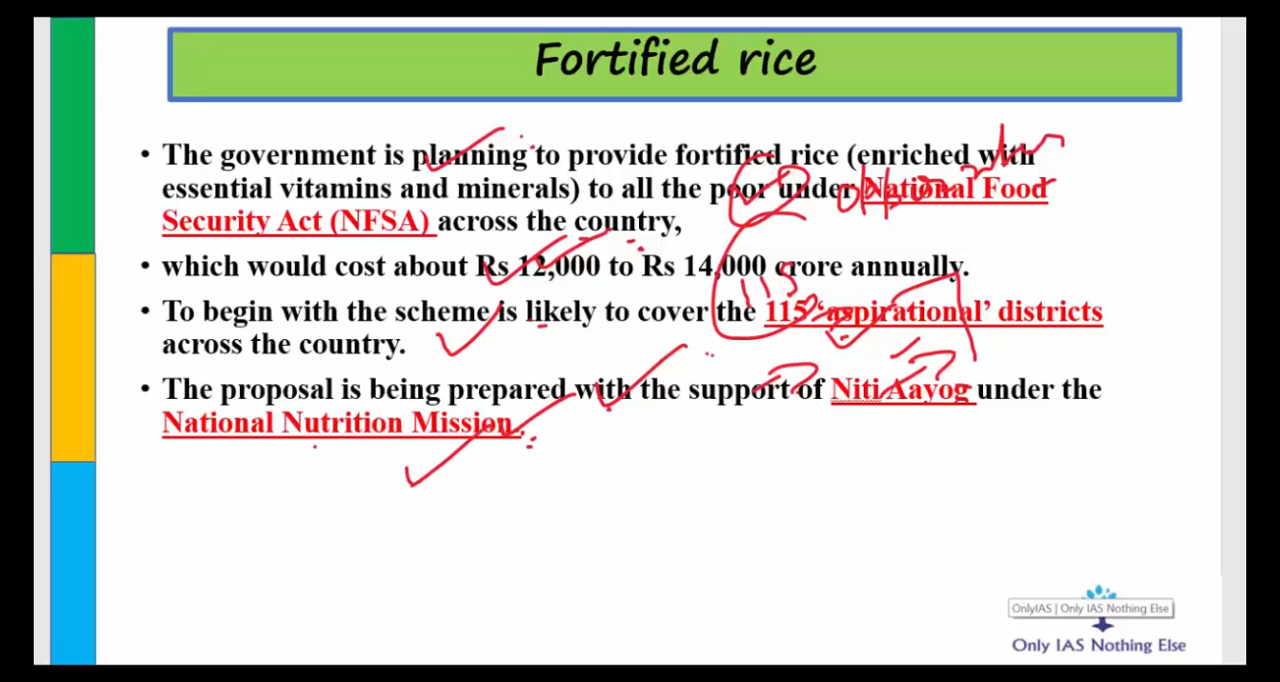 Fortified rice
• The government is planning to provide fortified rice (enriched with
essential vitamins and minerals) to all the poor under National Food
Security Act (NFSA) across the country,
• which would cost about Rs 12,000 to Rs 14,000 crore annually.
115
• To begin with the scheme is likely to cover the 115 ‘aspirational’ districts
across the country.
• The proposal is being prepared with the support of Niti Aayog under the
National Nutrition Mission.
OnlyIAS | Only IAS Nothing Else
Only IAS Nothing Else